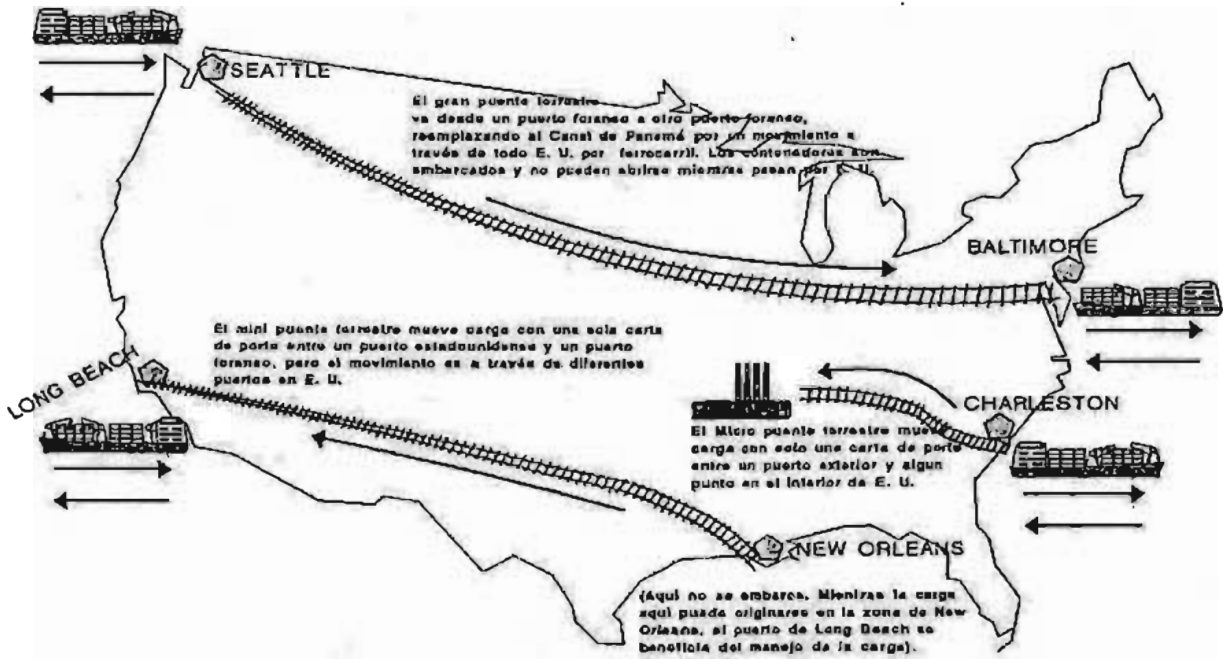 SEATTLE
El gran puente terrestre
va desde un puerto foraneo a otro puerto foraneo,
reemplazando al Canal de Panamá por un movimiento a
través de todo E. U. por ferrocarril. Los contenedores son
embarcados y no pueden abrirse mientras pasan por E. U.
BALTIMORE
El mini puente terrestre mueve carga con una sola carta
de porte entre un puerto estadounidense y un puerto
foraneo, pero el movimiento es a través de diferentes
puertos en E. U.
LONG BEACH
CHARLESTON
El Micro puente terrestre mueve
carga con solo una carta de porte
entre un puerto exterior y algun
punto en el interior de E. U.
NEW ORLEANS
(Aqui no se embarca. Mientras la carga
aqui puede originarse en la zona de New
Orleans, el puerto de Long Beach se
beneficia del manejo de la carga).